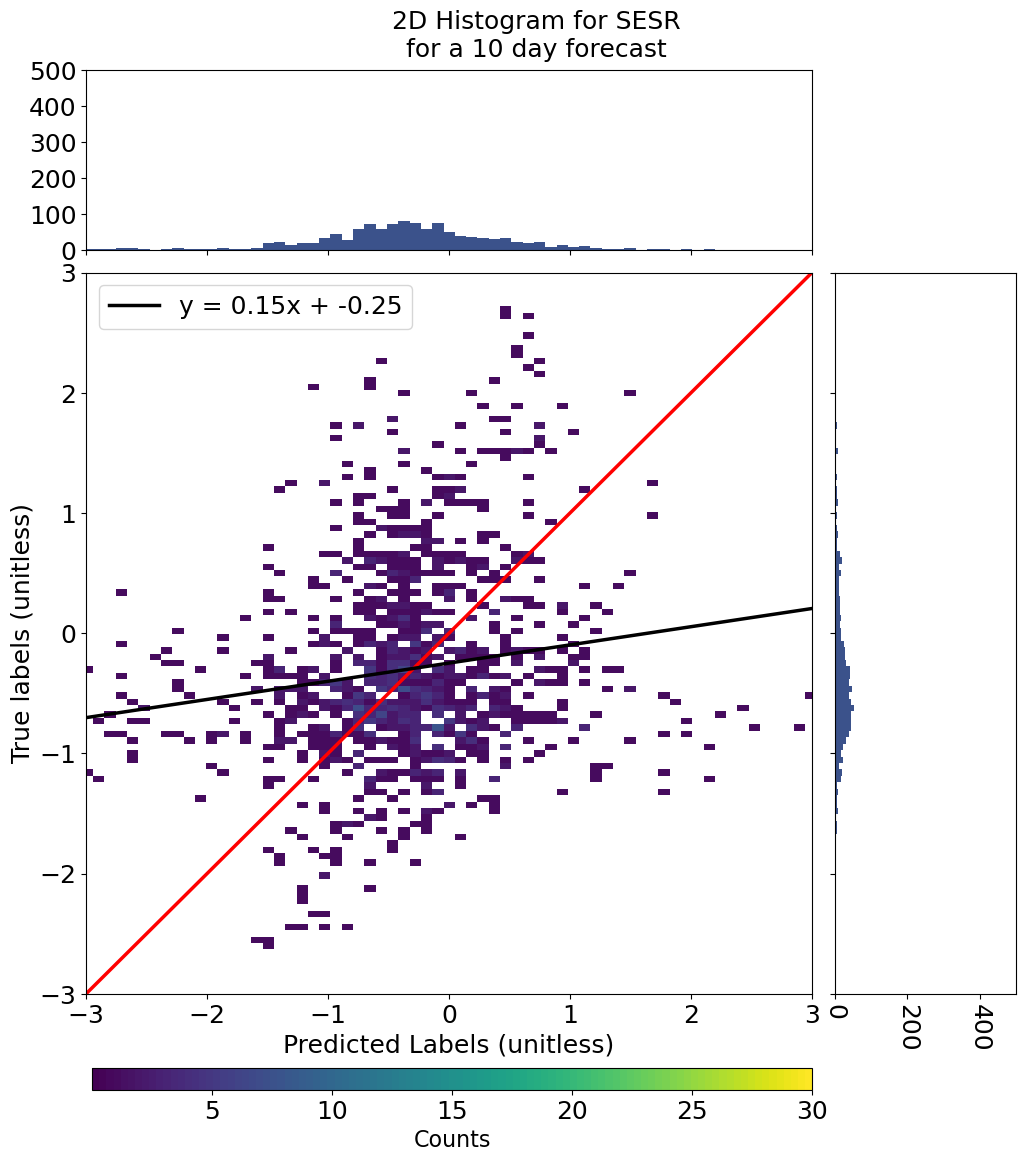 2D Histogram for SESR
for a 10 day forecast
500
400
300
200
100
0
3
2
1
0
−1
−2
−3
True labels (unitless)
y = 0.15x + -0.25
−3 −2 −1 0 1 2 3
Predicted Labels (unitless)
0 200 400
5 10 15 20 25 30
Counts